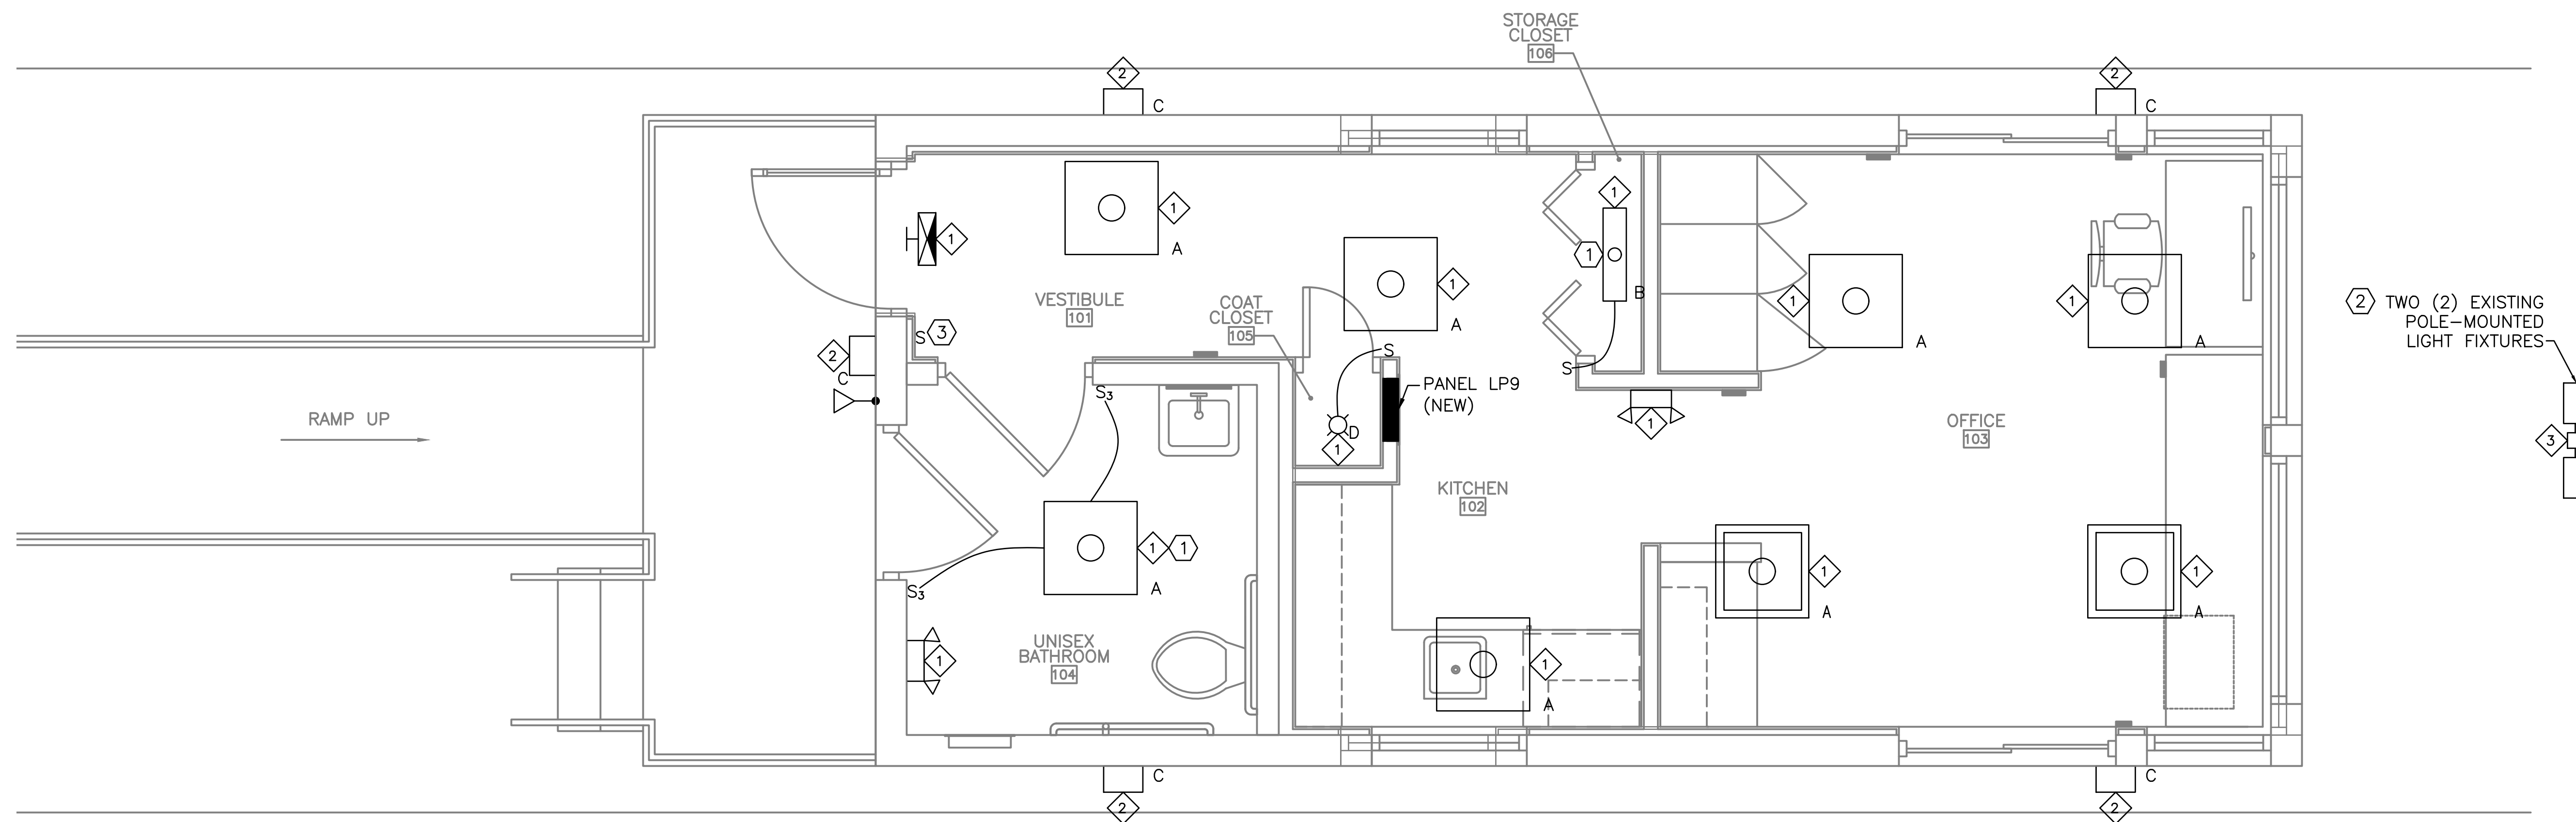 STORAGE
CLOSET
106
2
C
2
C
1
A
1
VESTIBULE
101
COAT
CLOSET
105
1
A
1
1
B
S
1
A
1
A
2 TWO (2) EXISTING
POLE-MOUNTED
LIGHT FIXTURES
3
S 3
2
C
S
S3
PANEL LP9
(NEW)
D
1
1
RAMP UP
OFFICE
103
KITCHEN
102
1 1
A
S3
1
UNISEX
BATHROOM
104
1
A
1
A
1
A
C
2
C
2